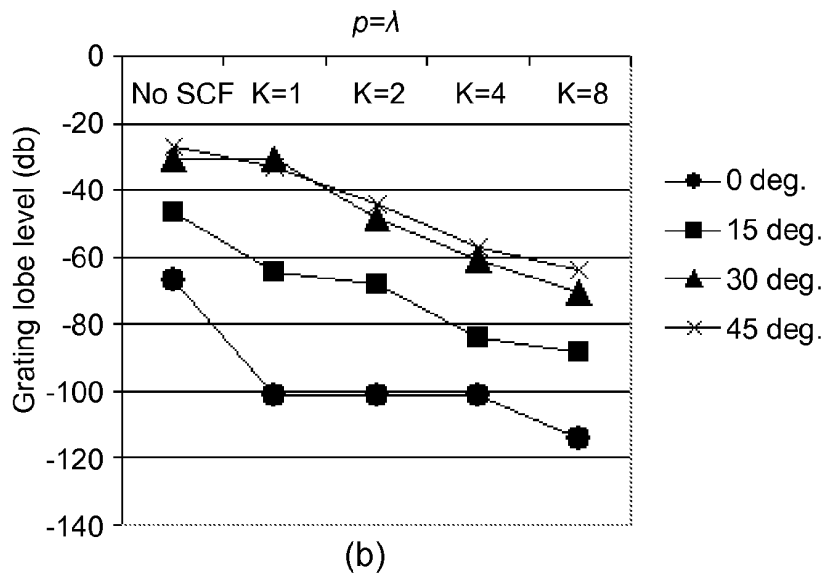 p=λ
0
No SCF K=1 K=2 K=4 K=8
-20
-40
-60
-80
-100
-120
-140
Grating lobe level (db)
0 deg.
15 deg.
30 deg.
45 deg.
(b)